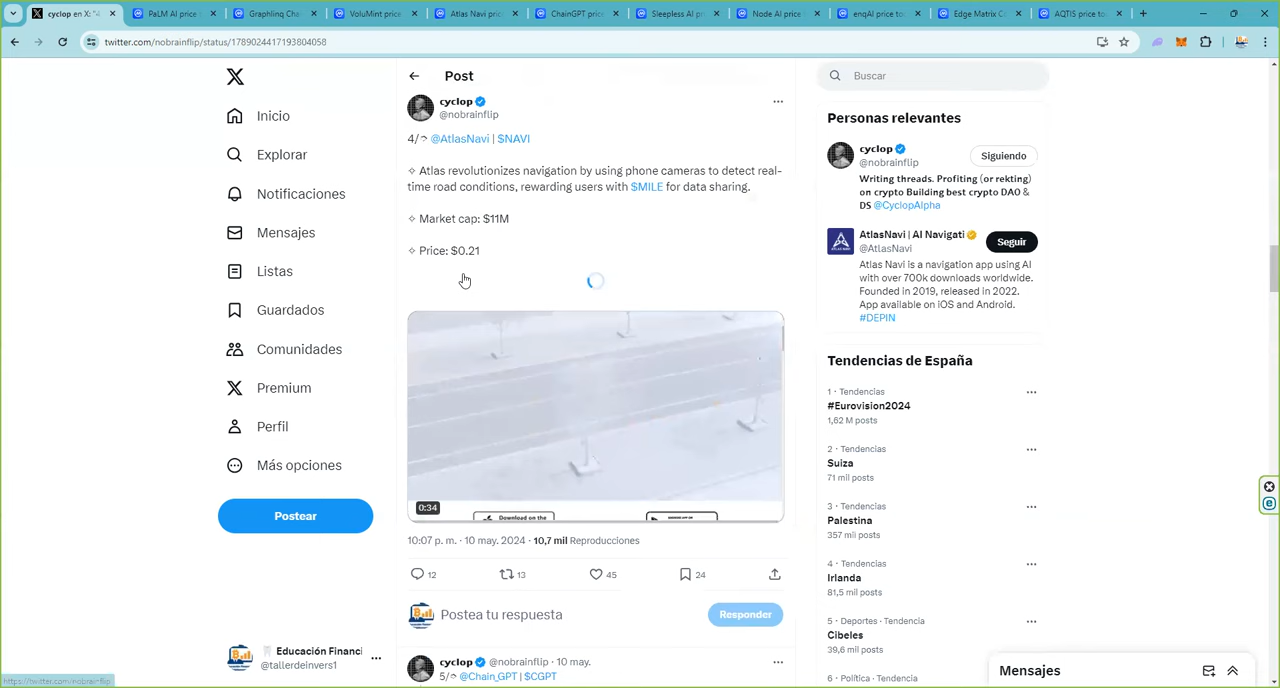 cyclop en X: "4
PaLM AI price
Graphlinq Cha
VoluMint price
Atlas Navi price
ChainGPT price
Sleepless AI pr
Node AI price
enqAI price to
Edge Matrix C
AQTIS price to
twitter.com/nobrainflip/status/1789024417193804058
Inicio
Explorar
Notificaciones
Mensajes
Listas
Guardados
Comunidades
Premium
Perfil
Más opciones
Postear
Educación Financi
@tallerdeinvers1
https://twitter.com/nobrainflip
Post
cyclop
@nobrainflip
4/ @AtlasNavi | $NAVI
✧ Atlas revolutionizes navigation by using phone cameras to detect real-
time road conditions, rewarding users with $MILE for data sharing.
✧ Market cap: $11M
✧ Price: $0.21
0:34
Download on the
10:07 p. m. · 10 may. 2024 · 10,7 mil Reproducciones
12 13 45 24
Postea tu respuesta
Responder
cyclop @nobrainflip · 10 may.
5/ @Chain_GPT | $CGPT
Buscar
Personas relevantes
cyclop
@nobrainflip
Siguiendo
Writing threads. Profiting (or rekting)
on crypto Building best crypto DAO &
DS @CyclopAlpha
AtlasNavi | AI Navigati
@AtlasNavi
Seguir
Atlas Navi is a navigation app using AI
with over 700k downloads worldwide.
Founded in 2019, released in 2022.
App available on iOS and Android.
#DEPIN
Tendencias de España
1 · Tendencias
#Eurovision2024
1,62 M posts
2 · Tendencias
Suiza
71 mil posts
3 · Tendencias
Palestina
357 mil posts
4 · Tendencias
Irlanda
81,5 mil posts
5 · Deportes · Tendencia
Cibeles
39,6 mil posts
6 · Política · Tendencia
Mensajes